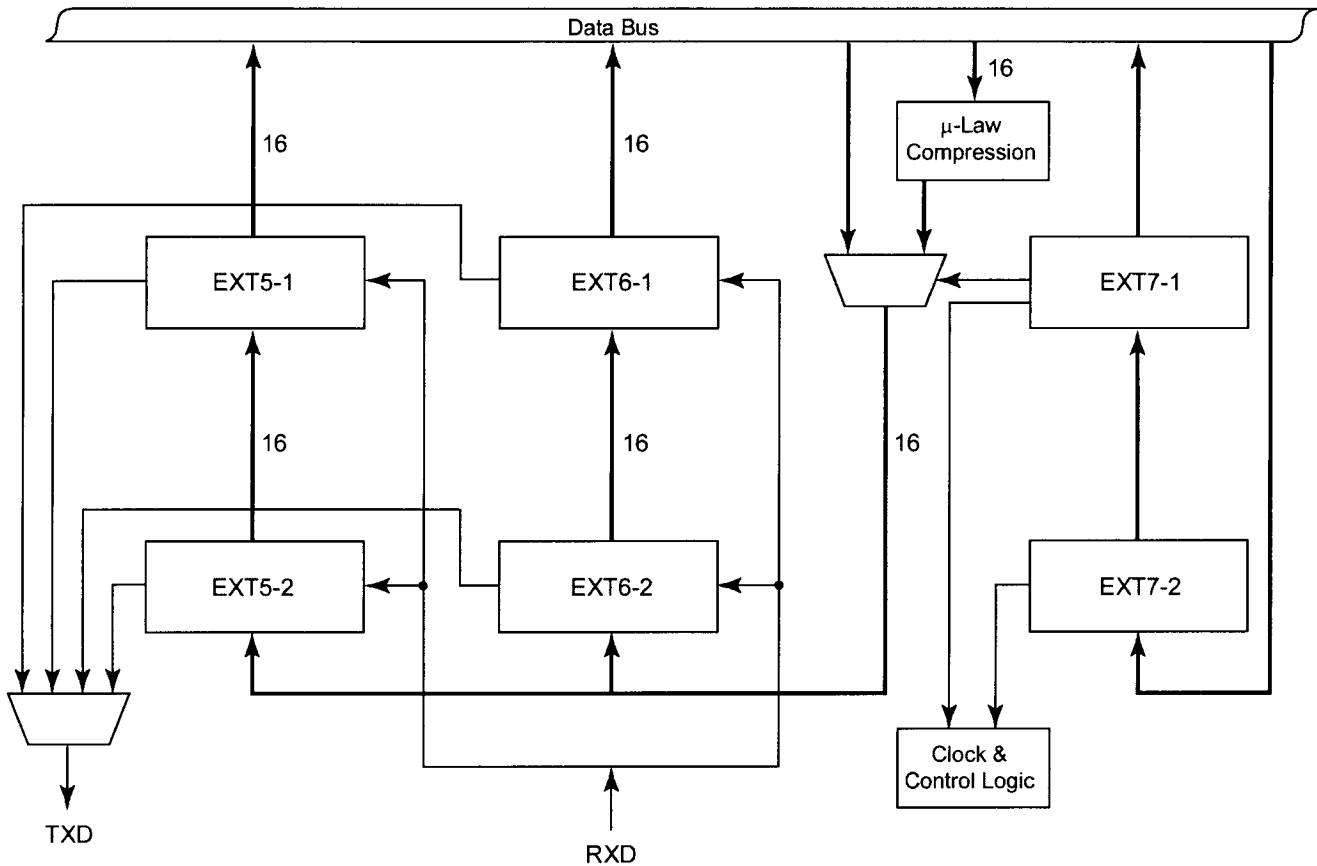 Data Bus
16
μ-Law
Compression
16
16
EXT5-1
EXT6-1
EXT7-1
16
16
16
EXT5-2
EXT6-2
EXT7-2
Clock &
Control Logic
TXD
RXD